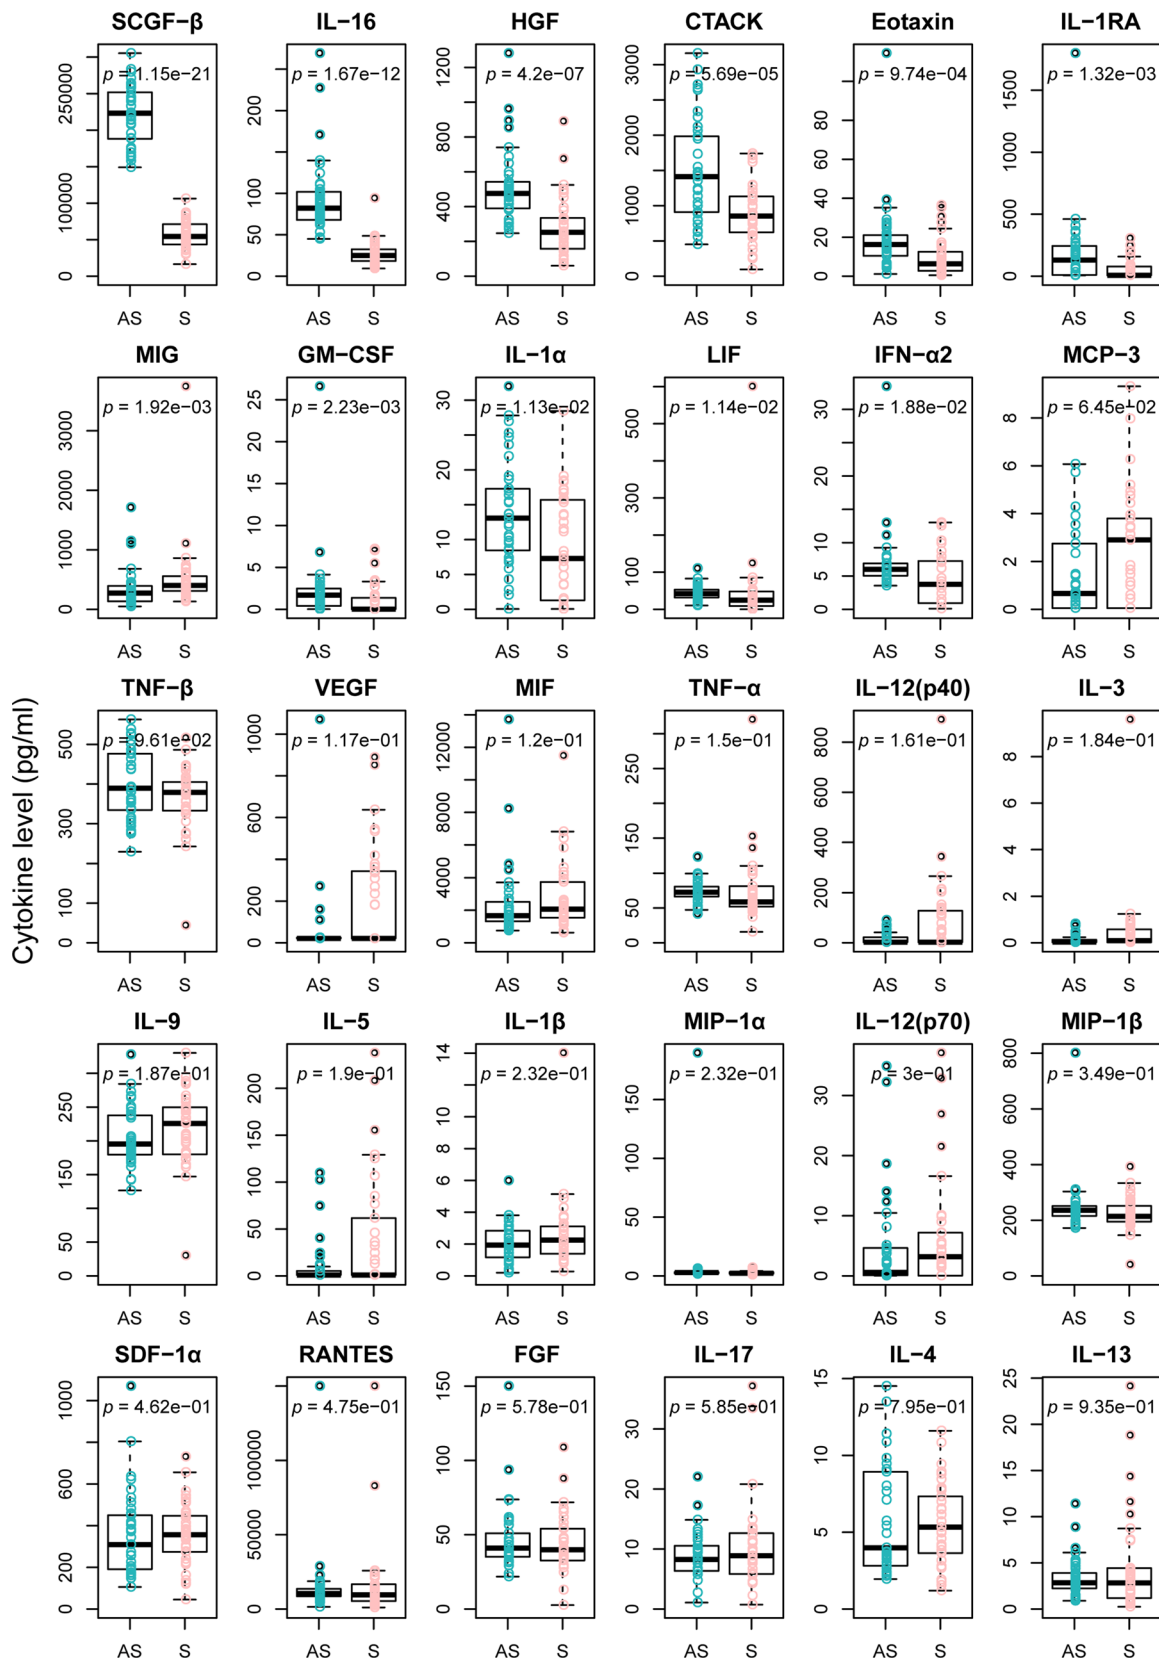 SCGF−β IL−16 HGF CTACK Eotaxin IL−1RA
p = 1.15e−21 p = 1.67e−12 p = 4.2e−07 p = 5.69e−05 p = 9.74e−04 p = 1.32e−03
0 100000 250000
0 50 100 200
0 400 800 1200
0 1000 2000 3000
0 20 40 60 80
0 500 1500
AS S AS S AS S AS S AS S AS S
MIG GM−CSF IL−1α LIF IFN−α2 MCP−3
p = 1.92e−03 p = 2.23e−03 p = 1.13e−02 p = 1.14e−02 p = 1.88e−02 p = 6.45e−02
0 1000 2000 3000
0 5 10 15 20 25
0 10 20 30
0 100 300 500
0 5 10 20 30
0 2 4 6 8
AS S AS S AS S AS S AS S AS S
Cytokine level (pg/ml)
TNF−β VEGF MIF TNF−α IL−12(p40) IL−3
p = 9.61e−02 p = 1.17e−01 p = 1.2e−01 p = 1.5e−01 p = 1.61e−01 p = 1.84e−01
0 100 300 500
0 200 600 1000
0 4000 8000 12000
0 50 150 250
0 200 400 600 800
0 2 4 6 8
AS S AS S AS S AS S AS S AS S
IL−9 IL−5 IL−1β MIP−1α IL−12(p70) MIP−1β
p = 1.87e−01 p = 1.9e−01 p = 2.32e−01 p = 2.32e−01 p = 3e−01 p = 3.49e−01
0 50 150 250
0 50 100 150 200
0 2 4 6 8 10 12 14
0 50 100 150
0 10 20 30
0 200 400 600 800
AS S AS S AS S AS S AS S AS S
SDF−1α RANTES FGF IL−17 IL−4 IL−13
p = 4.62e−01 p = 4.75e−01 p = 5.78e−01 p = 5.85e−01 p = 7.95e−01 p = 9.35e−01
0 200 600 1000
0 50000 100000
0 50 100 150
0 10 20 30
0 5 10 15
0 5 10 15 20 25
AS S AS S AS S AS S AS S AS S